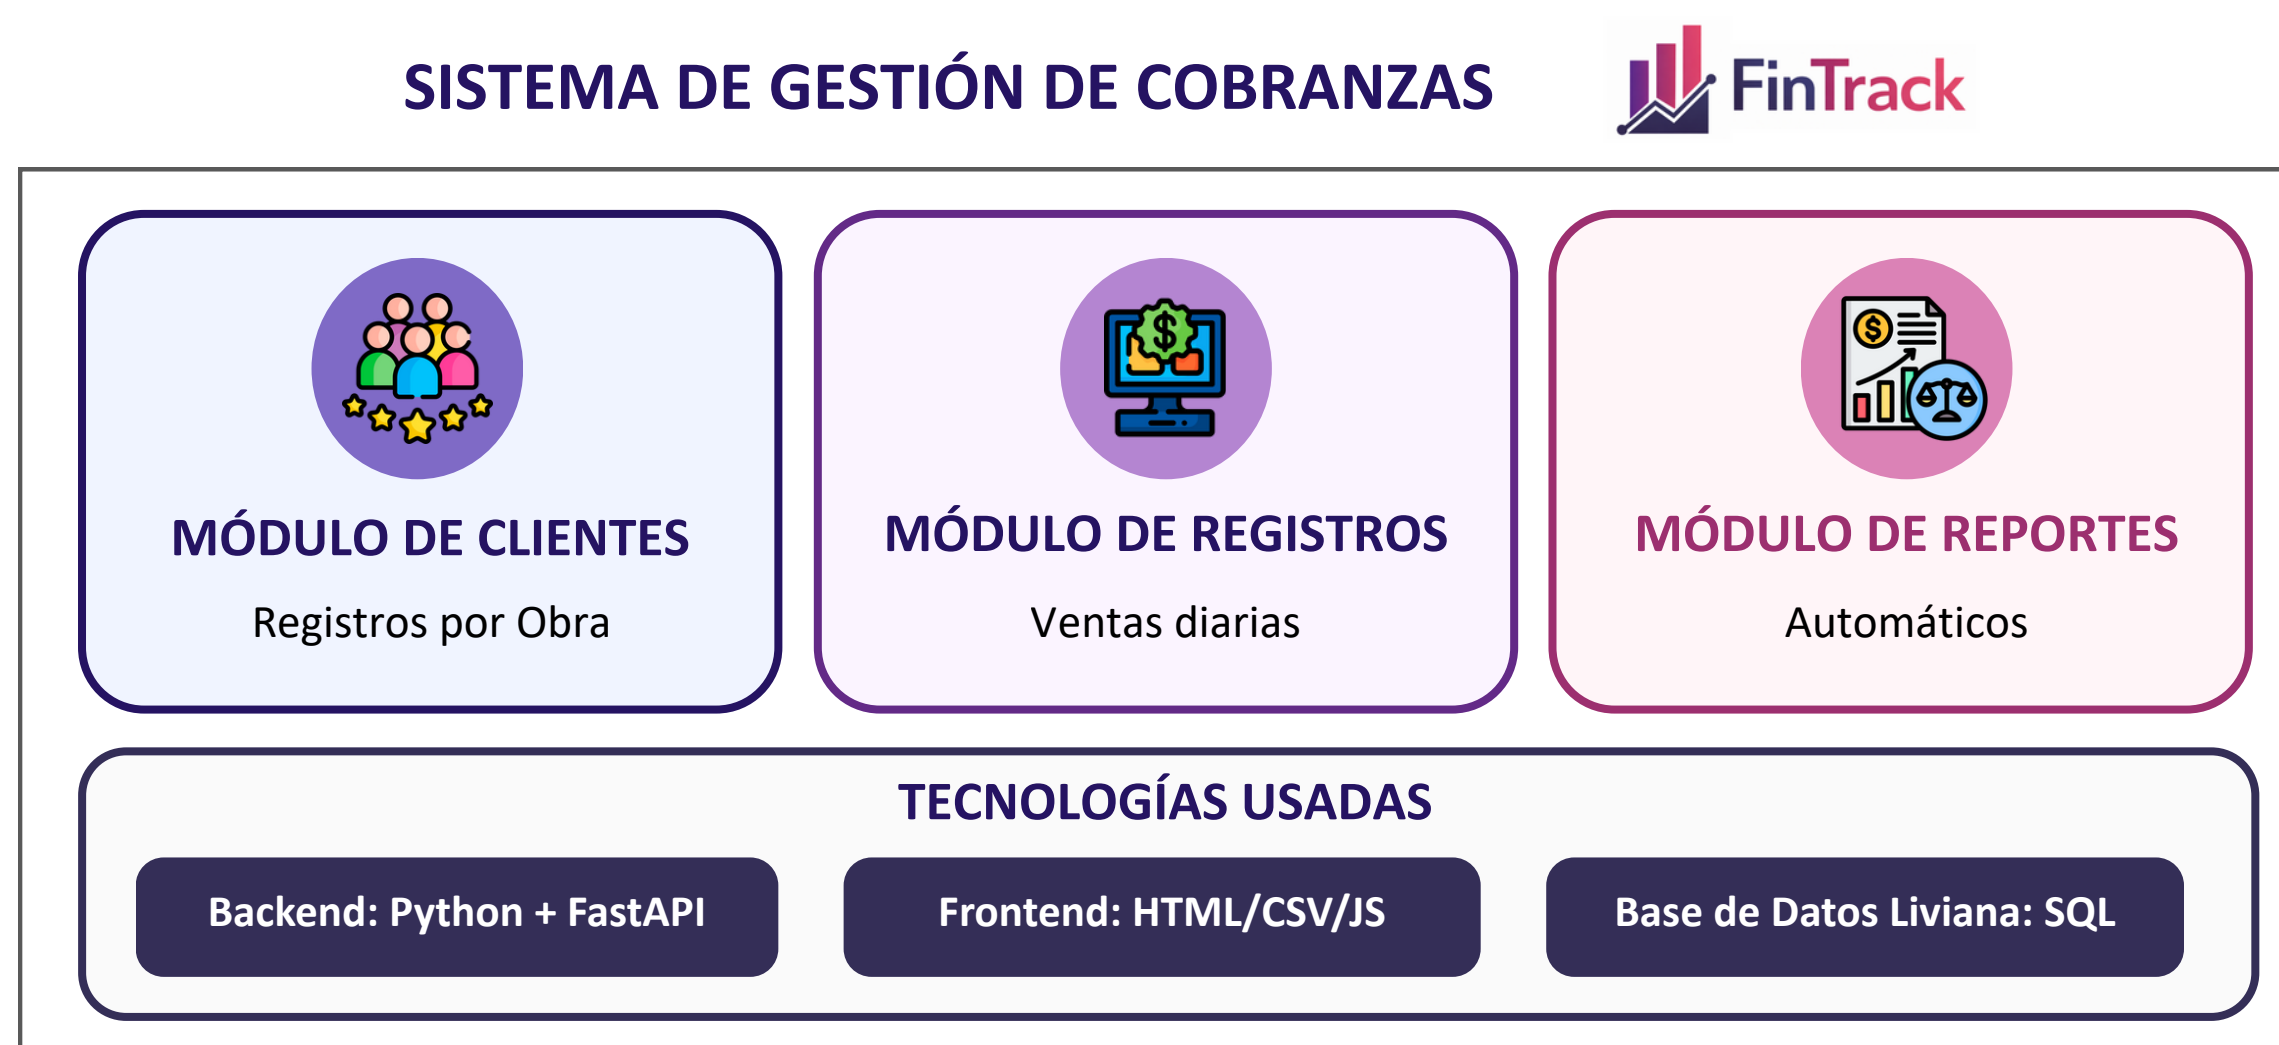 SISTEMA DE GESTIÓN DE COBRANZAS
FinTrack
MÓDULO DE CLIENTES
Registros por Obra
MÓDULO DE REGISTROS
Ventas diarias
MÓDULO DE REPORTES
Automáticos
TECNOLOGÍAS USADAS
Backend: Python + FastAPI
Frontend: HTML/CSV/JS
Base de Datos Liviana: SQL